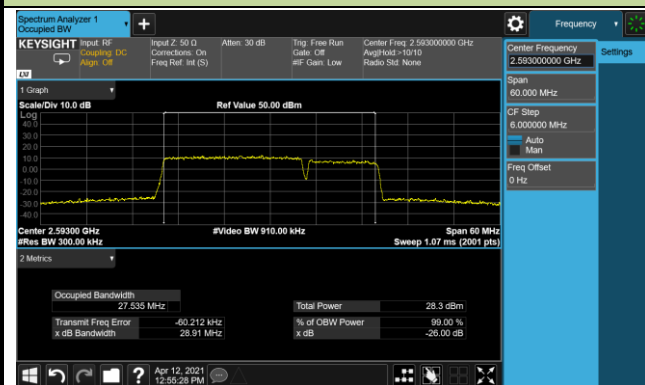 Spectrum Analyzer 1
Occupied BW
Frequency
KEYSIGHT
Input: RF
Coupling: DC
Align: Off
Input Z: 50 Ω
Corrections: On
Freq Ref: Int (S)
Atten: 30 dB
Trig: Free Run
Gate: Off
#IF Gain: Low
Center Freq: 2.593000000 GHz
Avg|Hold:>10/10
Radio Std: None
LXI
1 Graph
Scale/Div 10.0 dB
Ref Value 50.00 dBm
Log
40.0
30.0
20.0
10.0
0.00
-10.0
-20.0
-30.0
-40.0
Center 2.59300 GHz
#Video BW 910.00 kHz
Span 60 MHz
#Res BW 300.00 kHz
Sweep 1.07 ms (2001 pts)
2 Metrics
Occupied Bandwidth
27.535 MHz
Total Power
28.3 dBm
Transmit Freq Error
-60.212 kHz
% of OBW Power
99.00 %
x dB Bandwidth
28.91 MHz
x dB
-26.00 dB
Apr 12, 2021
12:55:28 PM
Center Frequency
2.593000000 GHz
Settings
Span
60.000 MHz
CF Step
6.000000 MHz
Auto
Man
Freq Offset
0 Hz